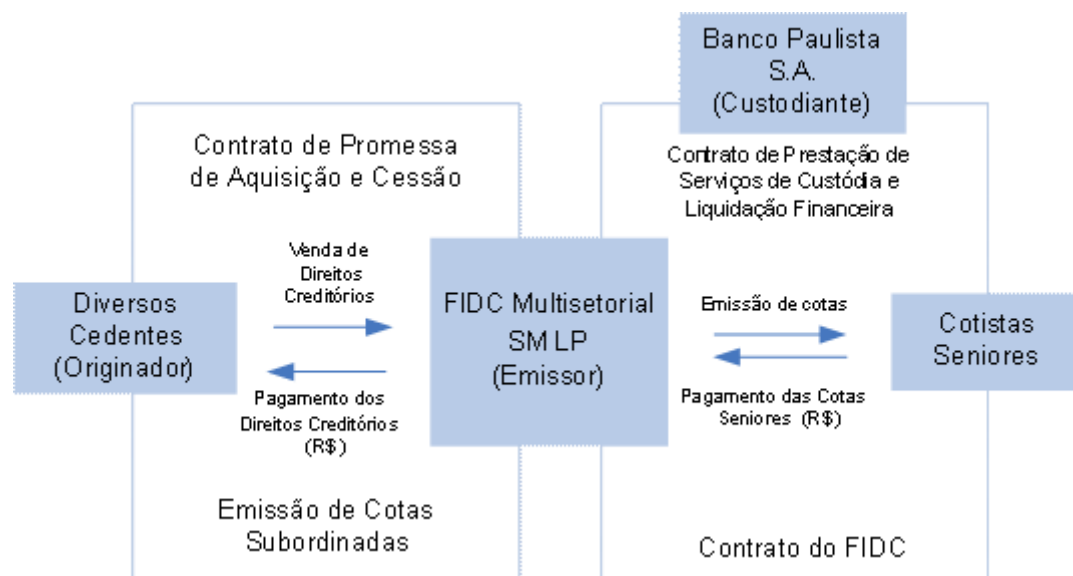 Banco Paulista
S.A.
(Custodiante)
Contrato de Promessa
de Aquisição e Cessão
Contrato de Prestação de
Serviços de Custódia e
Liquidação Financeira
Venda de
Direitos
Creditórios
Diversos
Cedentes
(Originador)
Pagamento dos
Direitos Creditórios
(R$)
FIDC Multisetorial
SM LP
(Emissor)
Emissão de cotas
Pagamento das Cotas
Seniores (R$)
Cotistas
Seniores
Emissão de Cotas
Subordinadas
Contrato do FIDC